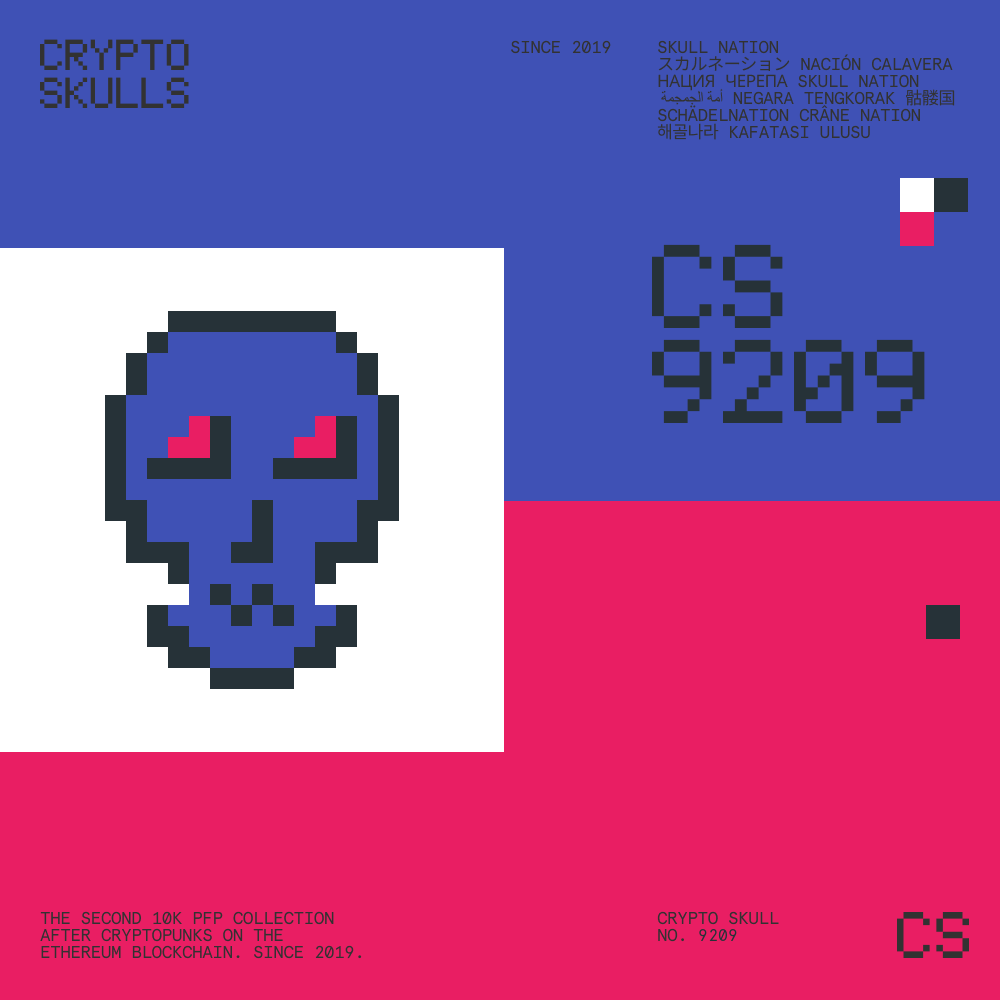 CRYPTO
SKULLS
SINCE 2019
SKULL NATION
スカルネーション NACIÓN CALAVERA
НАЦИЯ ЧЕРЕПА SKULL NATION
أمة الجمجمة NEGARA TENGKORAK 骷髅国
SCHÄDELNATION CRÂNE NATION
해골나라 KAFATASI ULUSU
CS
9209
THE SECOND 10K PFP COLLECTION
AFTER CRYPTOPUNKS ON THE
ETHEREUM BLOCKCHAIN. SINCE 2019.
CRYPTO SKULL
NO. 9209
CS